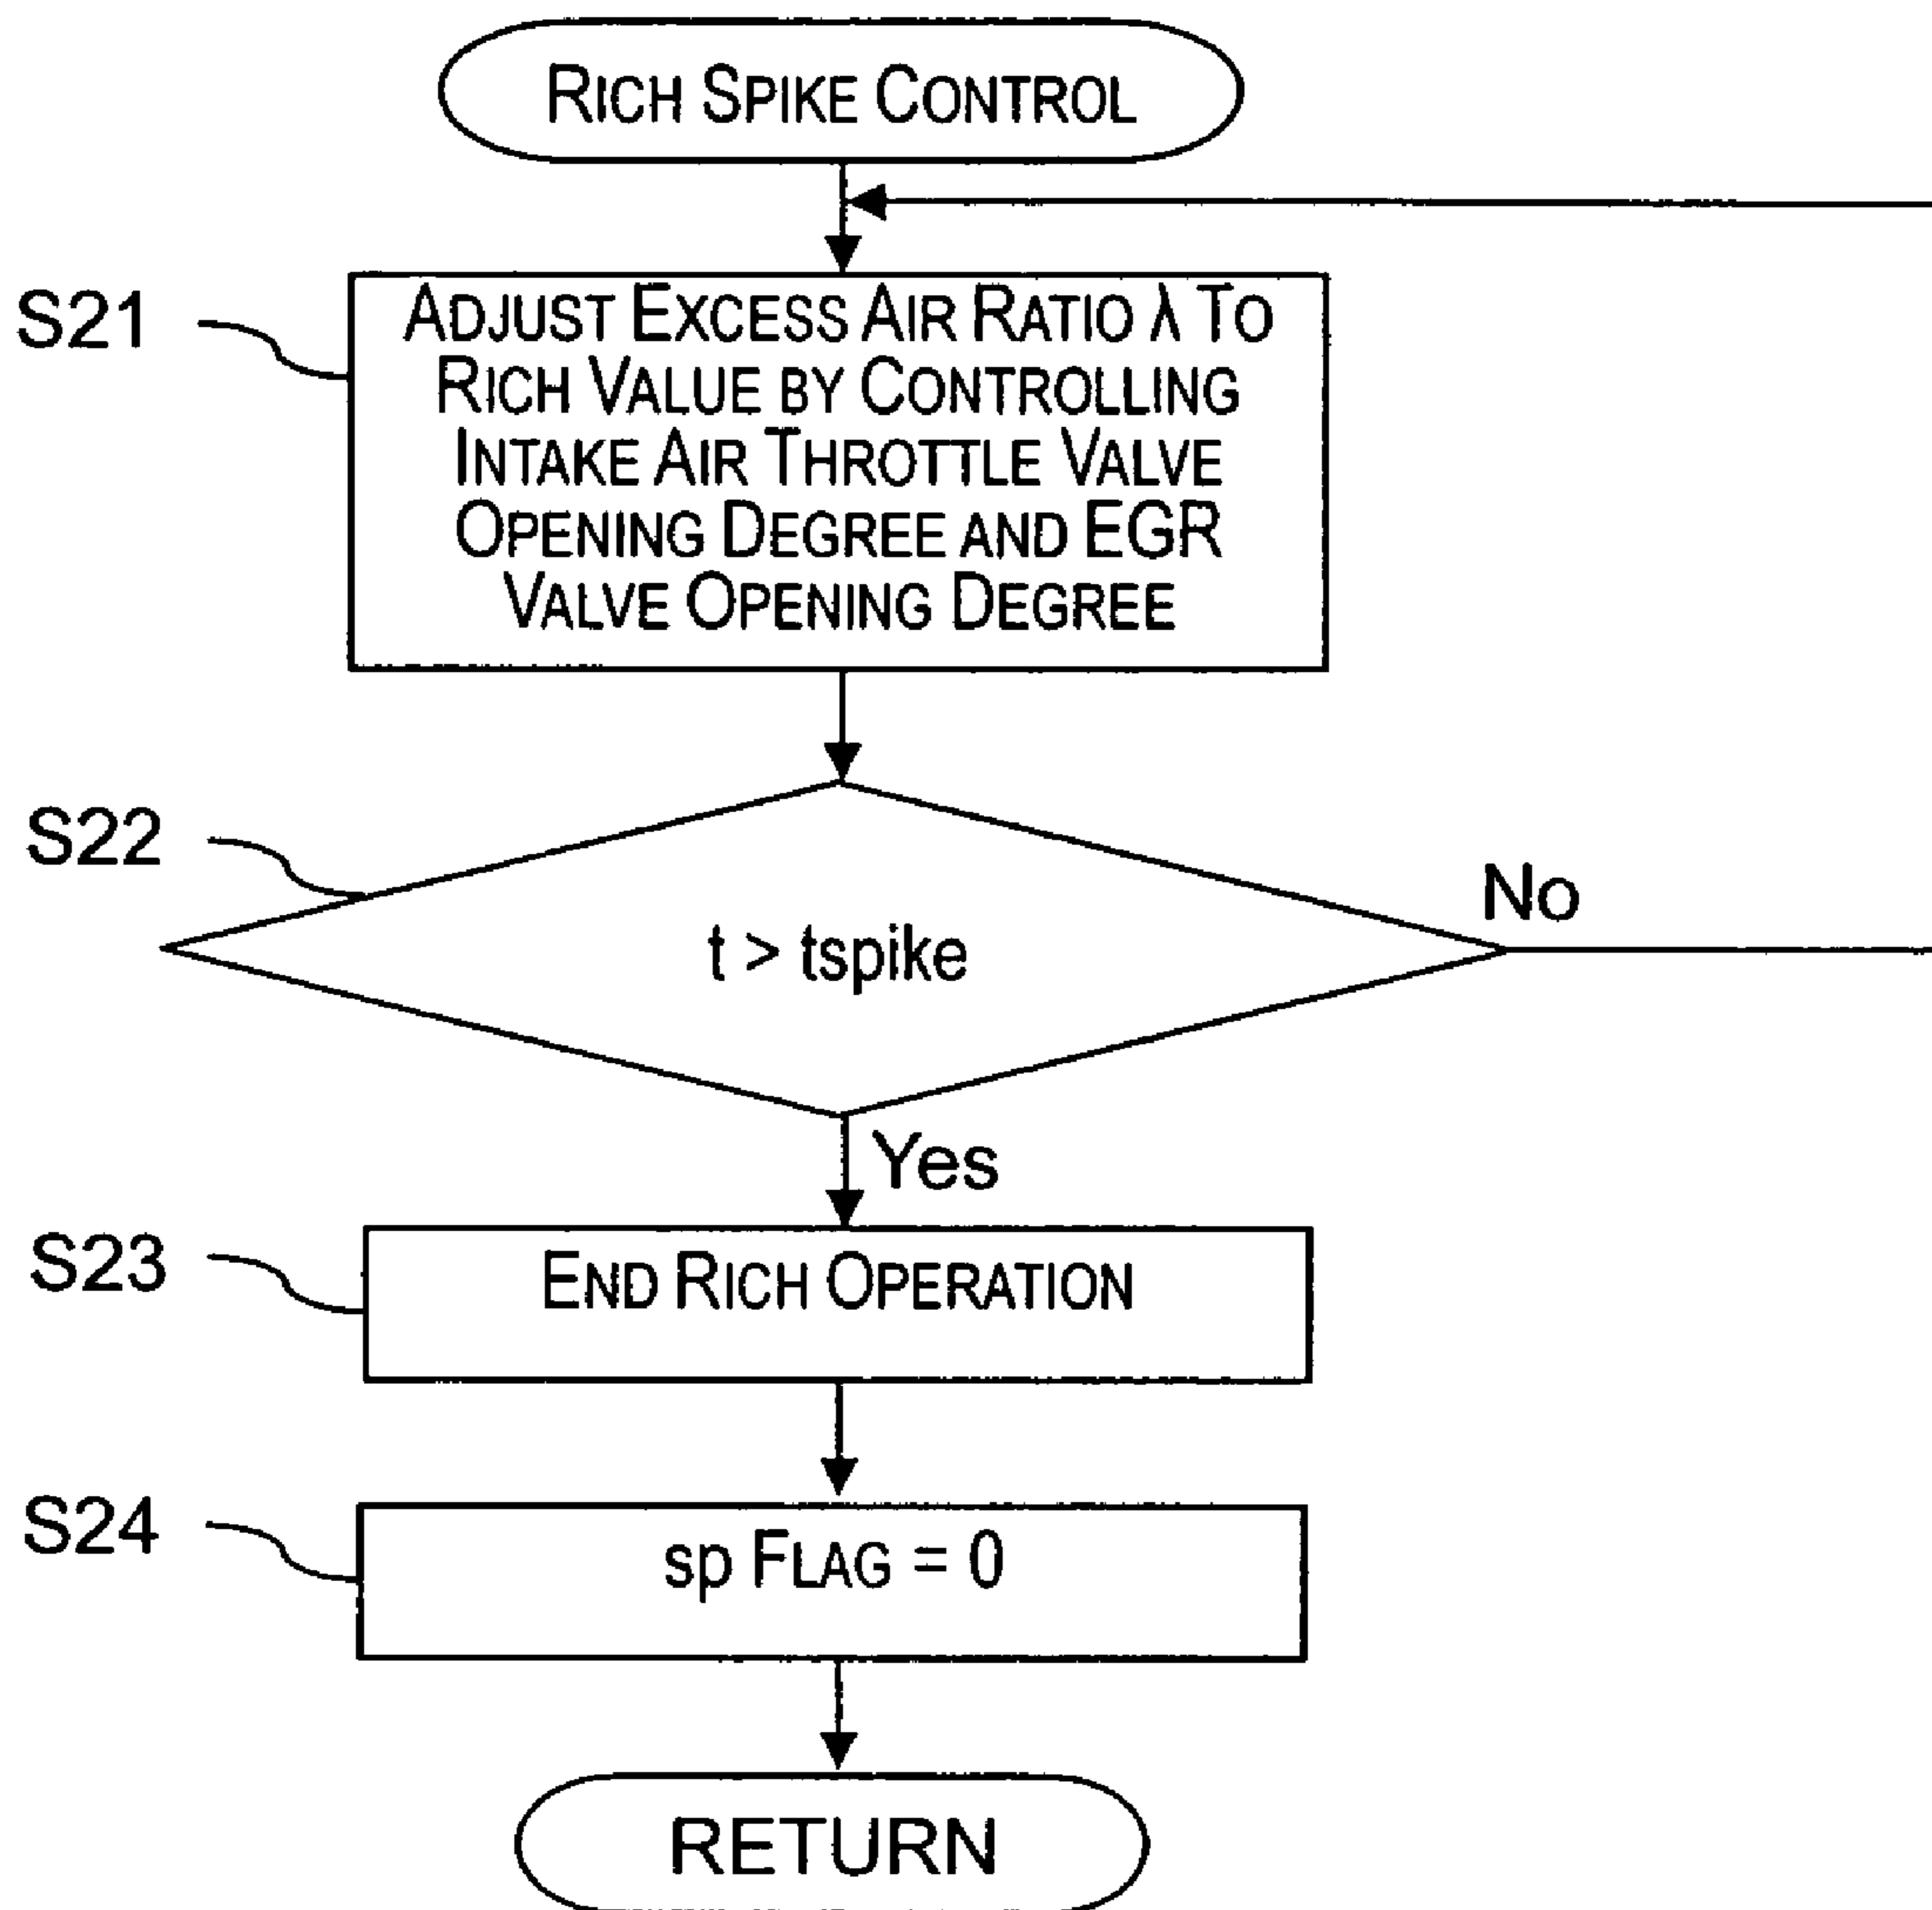 RICH SPIKE CONTROL
S21
ADJUST EXCESS AIR RATIO λ TO
RICH VALUE BY CONTROLLING
INTAKE AIR THROTTLE VALVE
OPENING DEGREE AND EGR
VALVE OPENING DEGREE
S22
t > tspike
No
Yes
S23
END RICH OPERATION
S24
sp FLAG = 0
RETURN